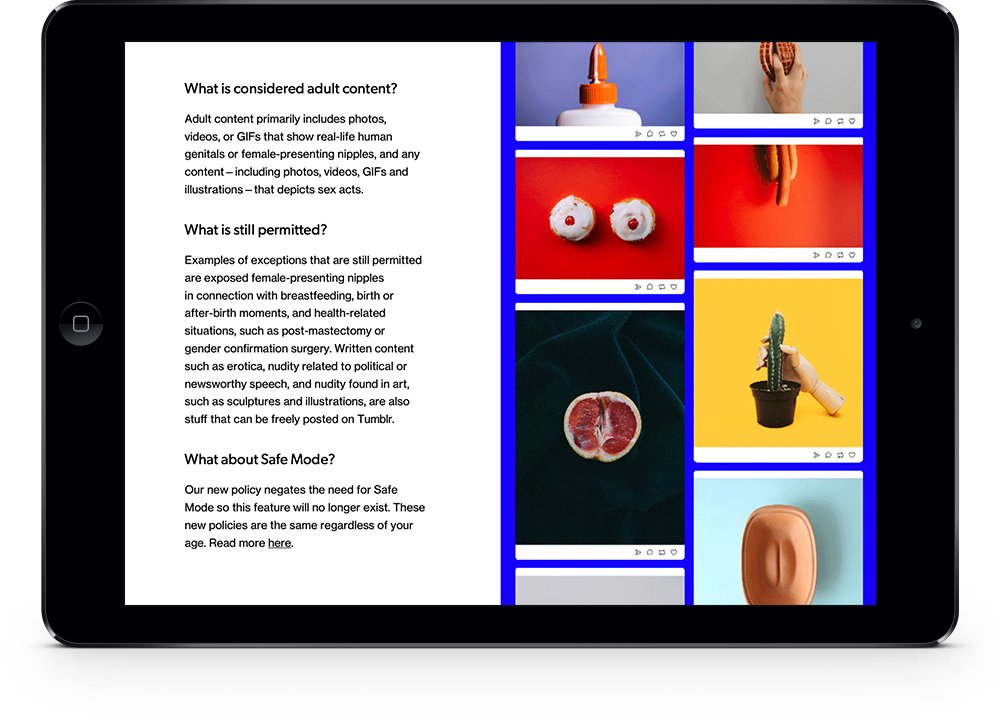 What is considered adult content?
Adult content primarily includes photos,
videos, or GIFs that show real-life human
genitals or female-presenting nipples, and any
content – including photos, videos, GIFs and
illustrations – that depicts sex acts.
What is still permitted?
Examples of exceptions that are still permitted
are exposed female-presenting nipples
in connection with breastfeeding, birth or
after-birth moments, and health-related
situations, such as post-mastectomy or
gender confirmation surgery. Written content
such as erotica, nudity related to political or
newsworthy speech, and nudity found in art,
such as sculptures and illustrations, are also
stuff that can be freely posted on Tumblr.
What about Safe Mode?
Our new policy negates the need for Safe
Mode so this feature will no longer exist. These
new policies are the same regardless of your
age. Read more here.